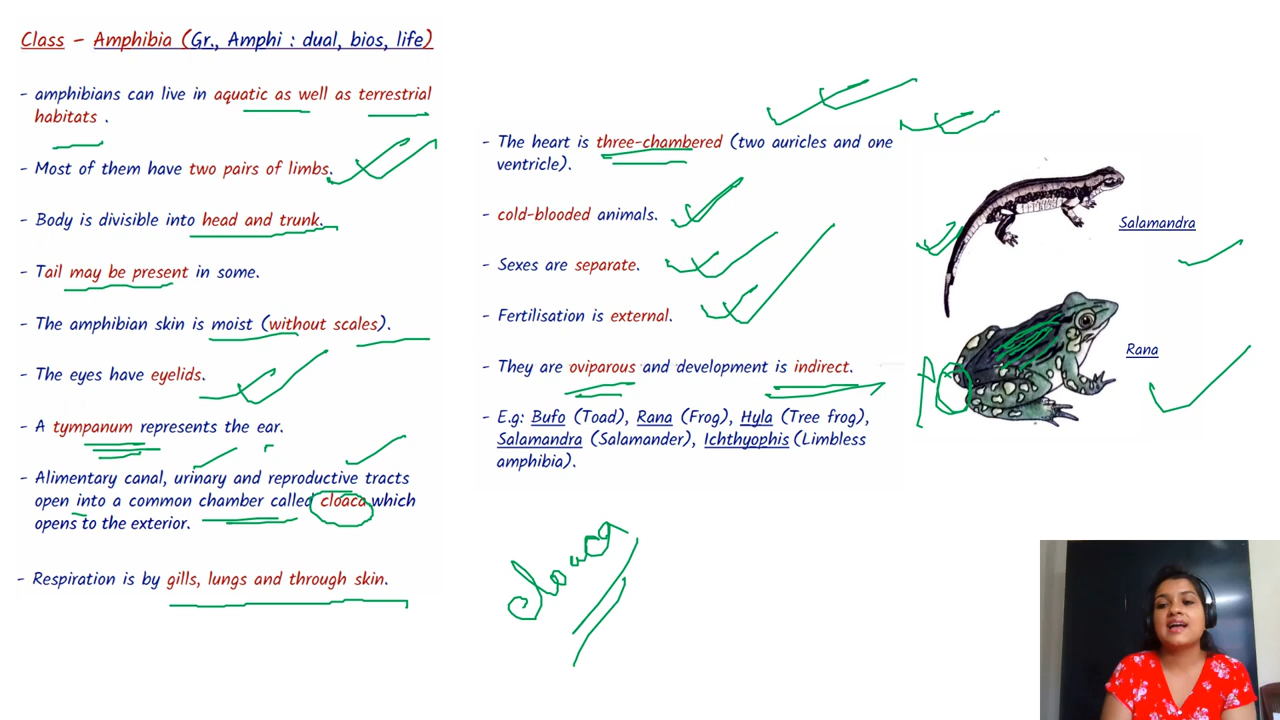 Class – Amphibia (Gr., Amphi : dual, bios, life)
- amphibians can live in aquatic as well as terrestrial
habitats .
- Most of them have two pairs of limbs.
- Body is divisible into head and trunk.
- Tail may be present in some.
- The amphibian skin is moist (without scales).
- The eyes have eyelids.
- A tympanum represents the ear.
- Alimentary canal, urinary and reproductive tracts
open into a common chamber called cloaca which
opens to the exterior.
- Respiration is by gills, lungs and through skin.
- The heart is three-chambered (two auricles and one
ventricle).
- cold-blooded animals.
- Sexes are separate.
- Fertilisation is external.
- They are oviparous and development is indirect.
- E.g: Bufo (Toad), Rana (Frog), Hyla (Tree frog),
Salamandra (Salamander), Ichthyophis (Limbless
amphibia).
cloaca
Salamandra
Rana